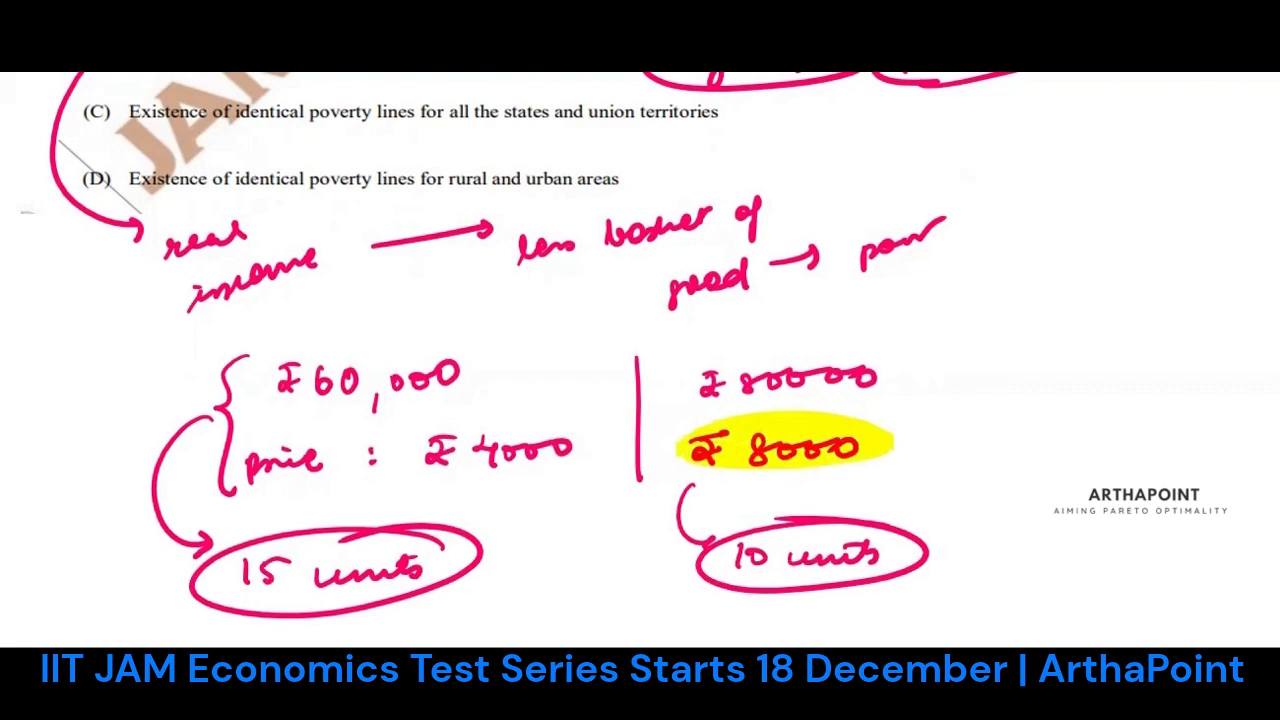 JAM
(C) Existence of identical poverty lines for all the states and union territories
(D) Existence of identical poverty lines for rural and urban areas
real income → less basket of good → poor
₹60,000
₹80000
price : ₹4000
₹8000
15 units
10 units
ARTHAPOINT
AIMING PARETO OPTIMALITY
IIT JAM Economics Test Series Starts 18 December | ArthaPoint